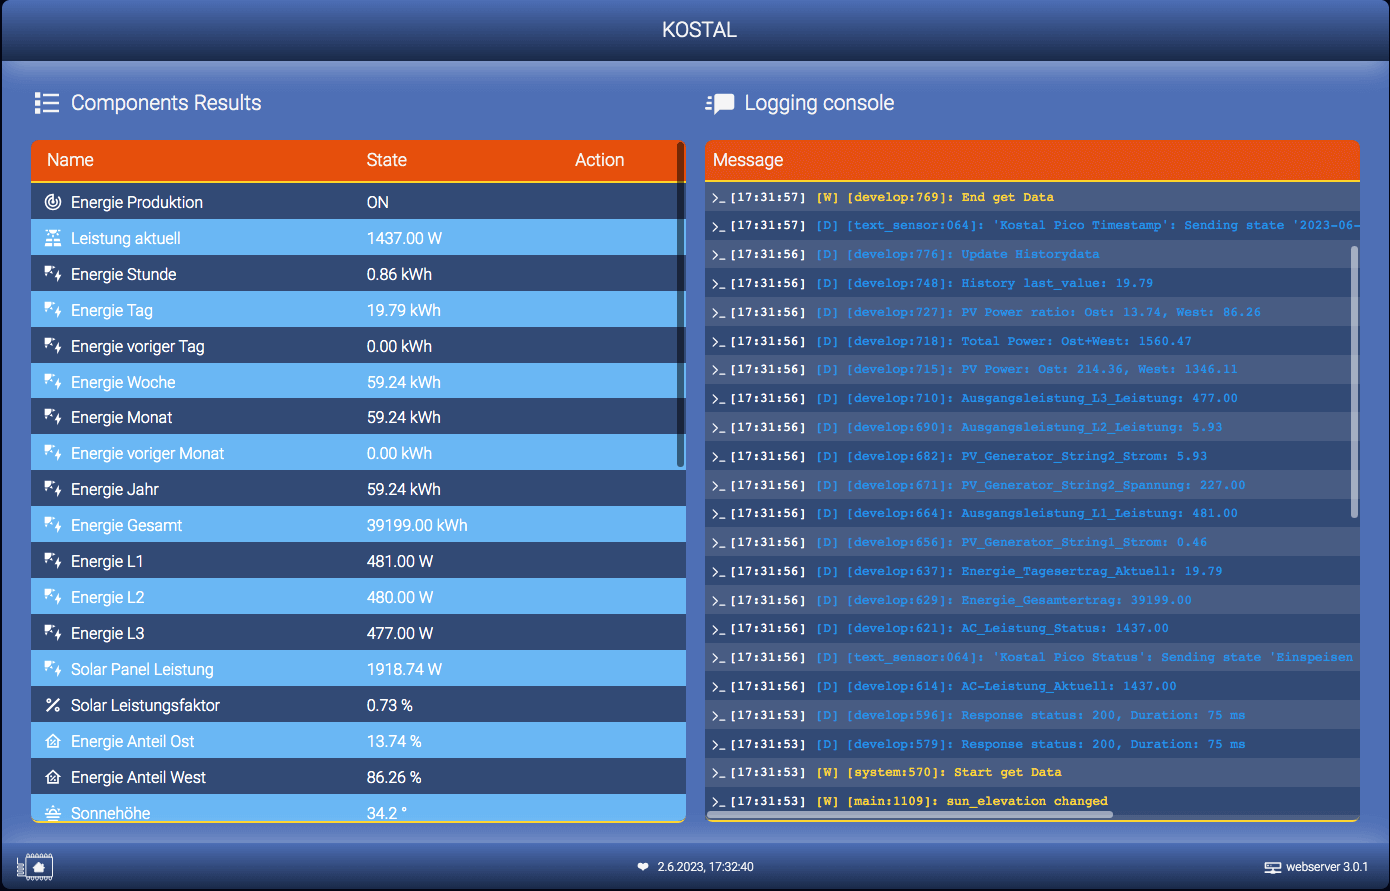 KOSTAL
Components Results
Name State Action
Energie Produktion ON
Leistung aktuell 1437.00 W
Energie Stunde 0.86 kWh
Energie Tag 19.79 kWh
Energie voriger Tag 0.00 kWh
Energie Woche 59.24 kWh
Energie Monat 59.24 kWh
Energie voriger Monat 0.00 kWh
Energie Jahr 59.24 kWh
Energie Gesamt 39199.00 kWh
Energie L1 481.00 W
Energie L2 480.00 W
Energie L3 477.00 W
Solar Panel Leistung 1918.74 W
Solar Leistungsfaktor 0.73 %
Energie Anteil Ost 13.74 %
Energie Anteil West 86.26 %
Sonnehöhe 34.2 °
Logging console
Message
>_ [17:31:57] [W] [develop:769]: End get Data
>_ [17:31:57] [D] [text_sensor:064]: 'Kostal Pico Timestamp': Sending state '2023-06-
>_ [17:31:56] [D] [develop:776]: Update Historydata
>_ [17:31:56] [D] [develop:748]: History last_value: 19.79
>_ [17:31:56] [D] [develop:727]: PV Power ratio: Ost: 13.74, West: 86.26
>_ [17:31:56] [D] [develop:718]: Total Power: Ost+West: 1560.47
>_ [17:31:56] [D] [develop:715]: PV Power: Ost: 214.36, West: 1346.11
>_ [17:31:56] [D] [develop:710]: Ausgangsleistung_L3_Leistung: 477.00
>_ [17:31:56] [D] [develop:690]: Ausgangsleistung_L2_Leistung: 5.93
>_ [17:31:56] [D] [develop:682]: PV_Generator_String2_Strom: 5.93
>_ [17:31:56] [D] [develop:671]: PV_Generator_String2_Spannung: 227.00
>_ [17:31:56] [D] [develop:664]: Ausgangsleistung_L1_Leistung: 481.00
>_ [17:31:56] [D] [develop:656]: PV_Generator_String1_Strom: 0.46
>_ [17:31:56] [D] [develop:637]: Energie_Tagesertrag_Aktuell: 19.79
>_ [17:31:56] [D] [develop:629]: Energie_Gesamtertrag: 39199.00
>_ [17:31:56] [D] [develop:621]: AC_Leistung_Status: 1437.00
>_ [17:31:56] [D] [text_sensor:064]: 'Kostal Pico Status': Sending state 'Einspeisen
>_ [17:31:56] [D] [develop:614]: AC-Leistung_Aktuell: 1437.00
>_ [17:31:53] [D] [develop:596]: Response status: 200, Duration: 75 ms
>_ [17:31:53] [D] [develop:579]: Response status: 200, Duration: 75 ms
>_ [17:31:53] [W] [system:570]: Start get Data
>_ [17:31:53] [W] [main:1109]: sun_elevation changed
2.6.2023, 17:32:40
webserver 3.0.1